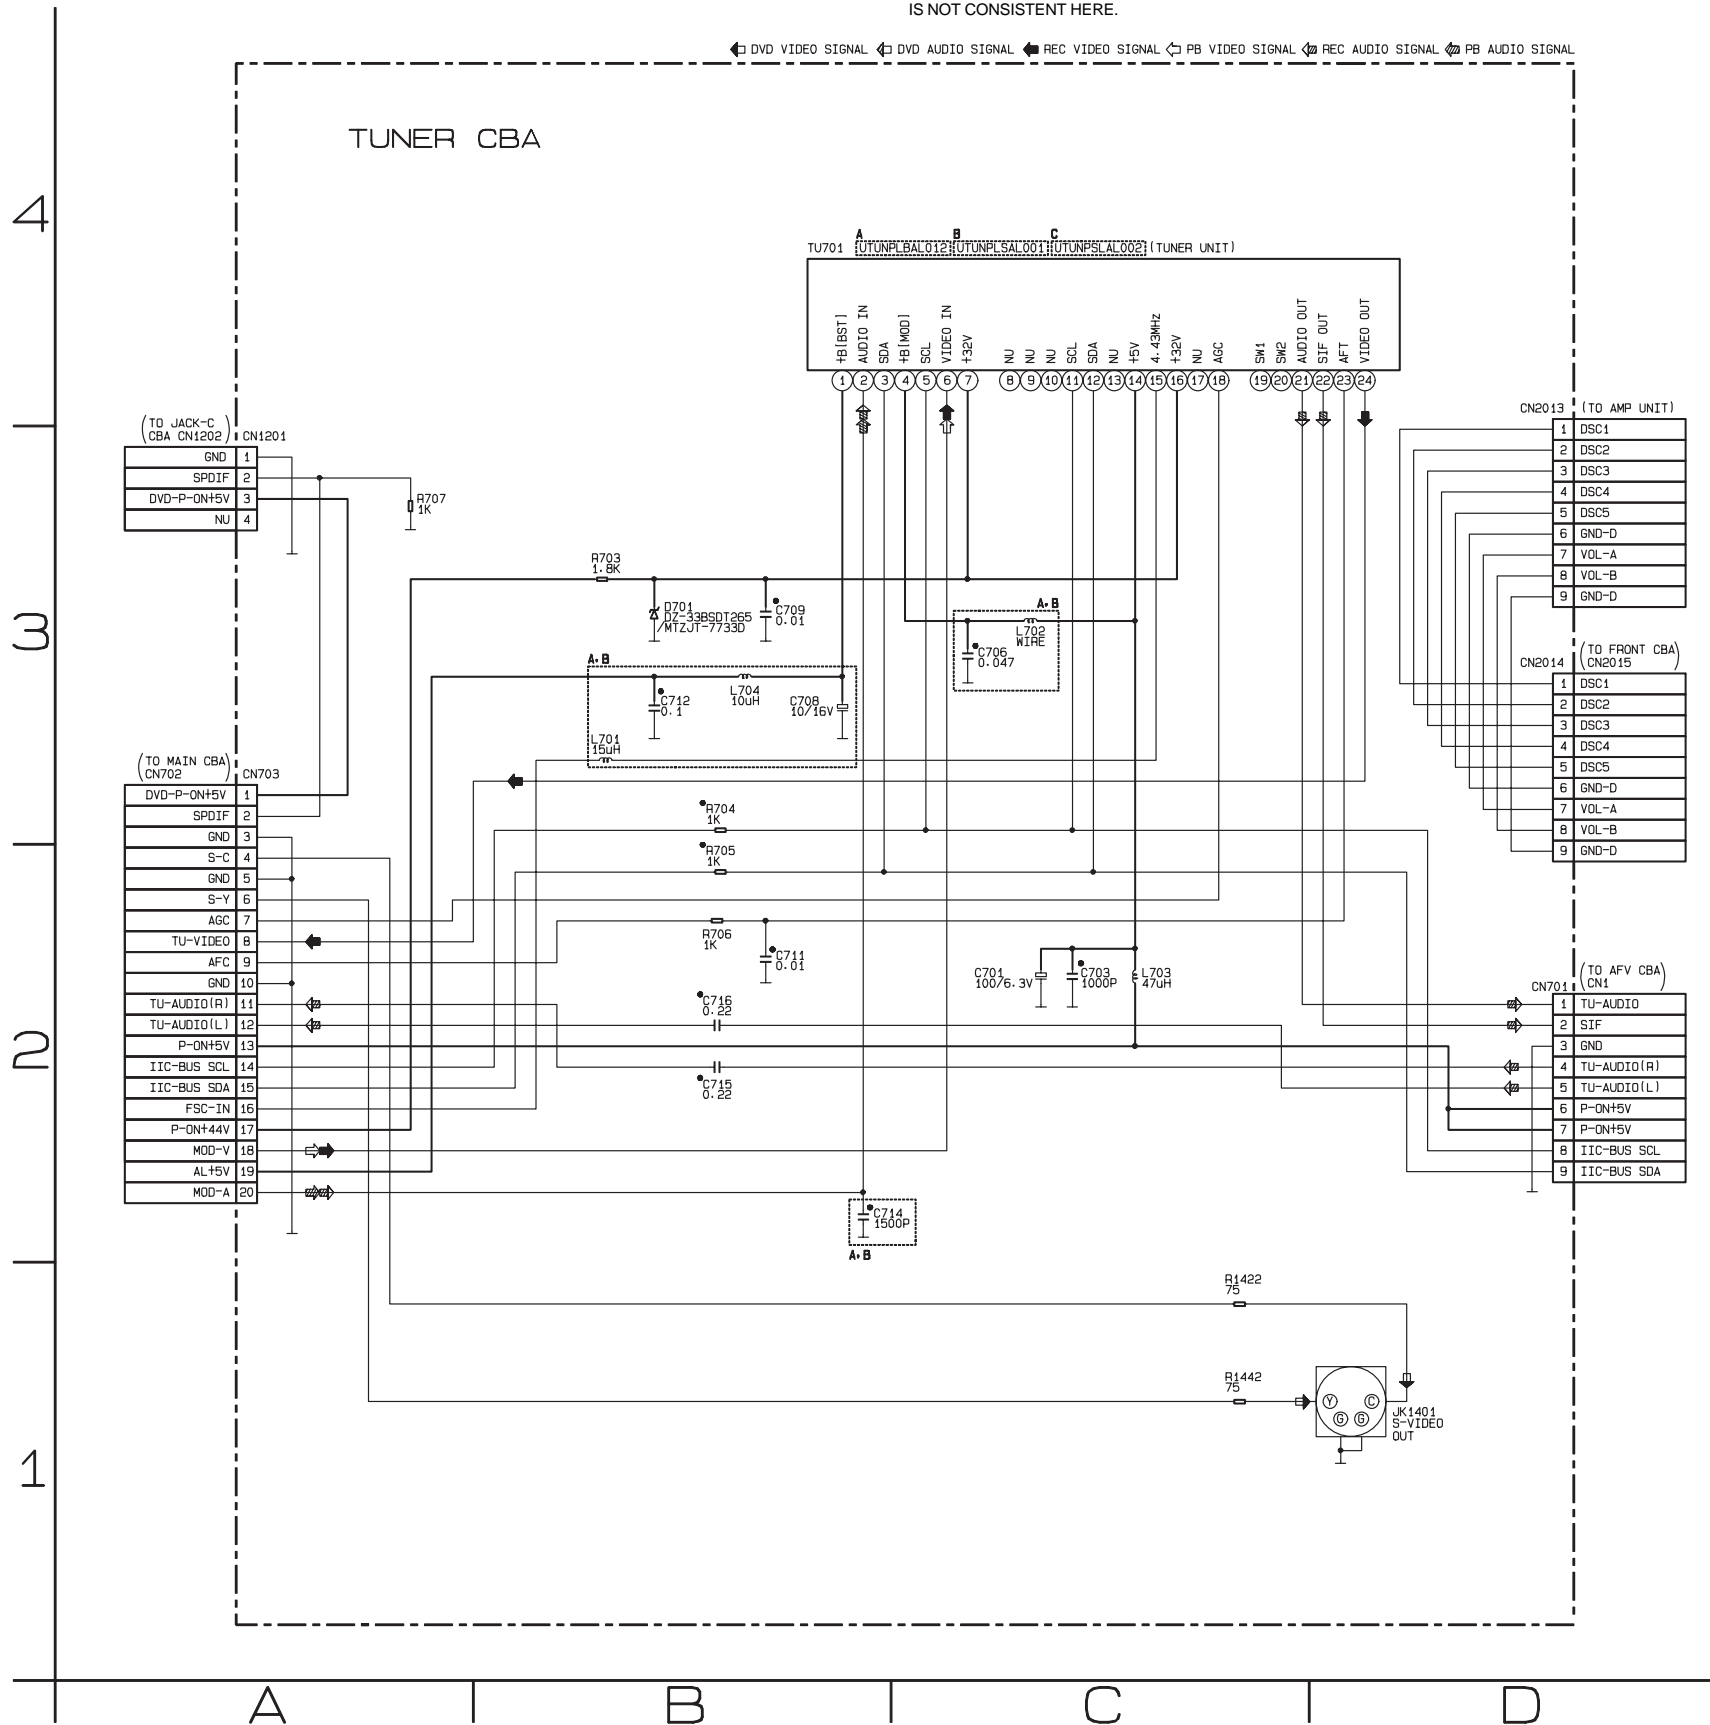 IS NOT CONSISTENT HERE.
DVD VIDEO SIGNAL DVD AUDIO SIGNAL REC VIDEO SIGNAL PB VIDEO SIGNAL REC AUDIO SIGNAL PB AUDIO SIGNAL
TUNER CBA
4
3
2
1
A B C D
A B C
TU701 UTUNPLBAL012 UTUNPLSAL001 UTUNPSLAL002 (TUNER UNIT)
+B[BST]
AUDIO IN
SDA
+B[MOD]
SCL
VIDEO IN
+32V
NU
NU
NU
SCL
SDA
NU
+5V
4.43MHz
+32V
NU
AGC
SW1
SW2
AUDIO OUT
SIF OUT
AFT
VIDEO OUT
1 2 3 4 5 6 7 8 9 10 11 12 13 14 15 16 17 18 19 20 21 22 23 24
(TO JACK-C
CBA CN1202) CN1201
GND 1
SPDIF 2
DVD-P-ON+5V 3
NU 4
R707
1K
R703
1.8K
D701
DZ-33BSDT265
/MTZJT-7733D
C709
0.01
A,B
L702
WIRE
C706
0.047
A,B
C712
0.1
L704
10uH
C708
10/16V
L701
15uH
(TO MAIN CBA)
CN702 CN703
DVD-P-ON+5V 1
SPDIF 2
GND 3
S-C 4
GND 5
S-Y 6
AGC 7
TU-VIDEO 8
AFC 9
GND 10
TU-AUDIO(R) 11
TU-AUDIO(L) 12
P-ON+5V 13
IIC-BUS SCL 14
IIC-BUS SDA 15
FSC-IN 16
P-ON+44V 17
MOD-V 18
AL+5V 19
MOD-A 20
R704
1K
R705
1K
R706
1K
C711
0.01
C716
0.22
C715
0.22
C701
100/6.3V
C703
1000P
L703
47uH
C714
1500P
A,B
R1422
75
R1442
75
Y C
G G
JK1401
S-VIDEO
OUT
CN2013 (TO AMP UNIT)
1 DSC1
2 DSC2
3 DSC3
4 DSC4
5 DSC5
6 GND-D
7 VOL-A
8 VOL-B
9 GND-D
(TO FRONT CBA)
CN2014 CN2015
1 DSC1
2 DSC2
3 DSC3
4 DSC4
5 DSC5
6 GND-D
7 VOL-A
8 VOL-B
9 GND-D
(TO AFV CBA)
CN701 CN1
1 TU-AUDIO
2 SIF
3 GND
4 TU-AUDIO(R)
5 TU-AUDIO(L)
6 P-ON+5V
7 P-ON+5V
8 IIC-BUS SCL
9 IIC-BUS SDA